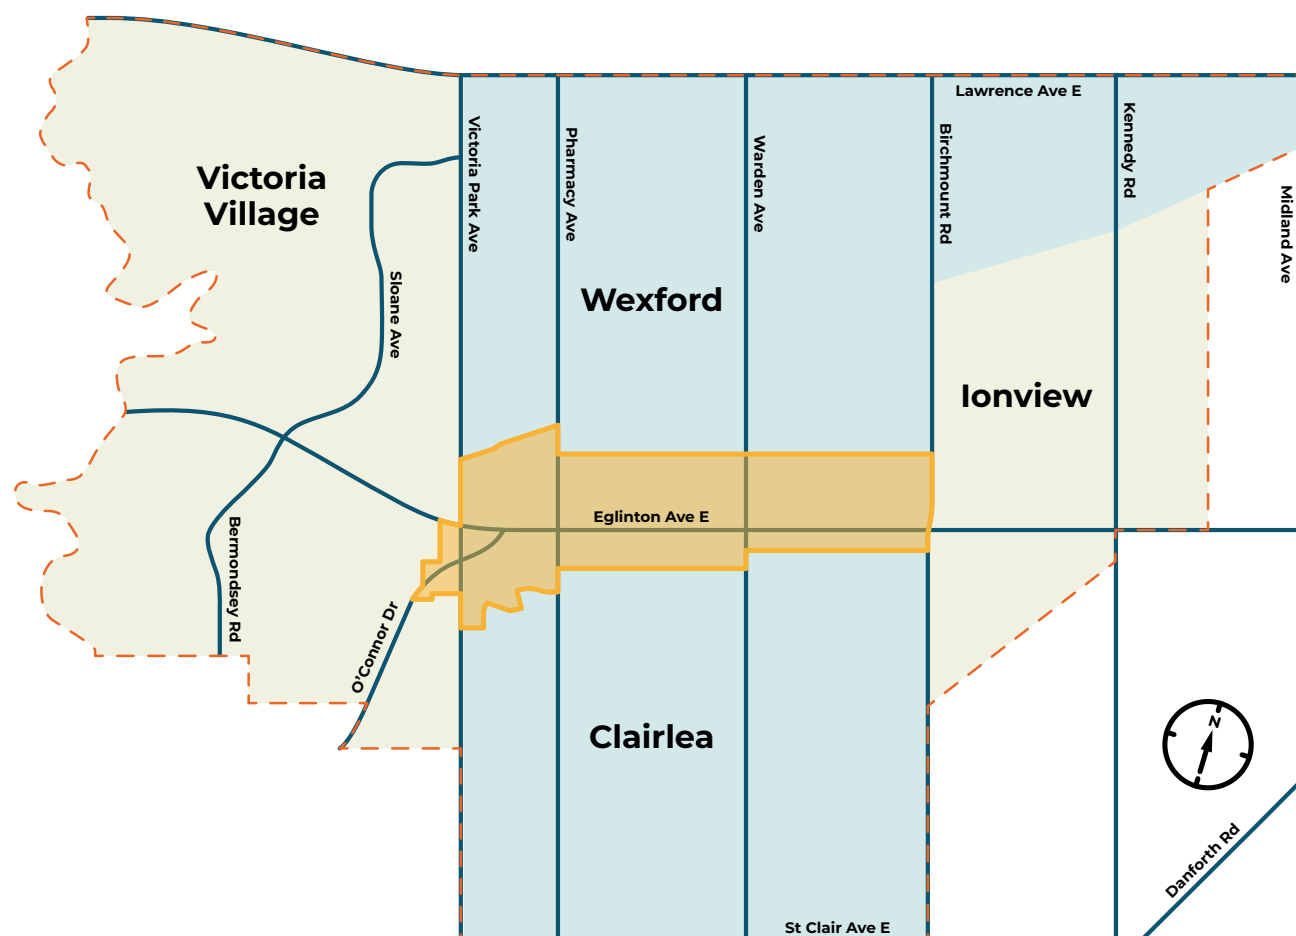 Lawrence Ave E
Victoria Park Ave
Pharmacy Ave
Warden Ave
Birchmount Rd
Kennedy Rd
Midland Ave
Victoria
Village
Sloane Ave
Wexford
Ionview
Eglinton Ave E
Bermondsey Rd
O'Connor Dr
Clairlea
N
Danforth Rd
St Clair Ave E